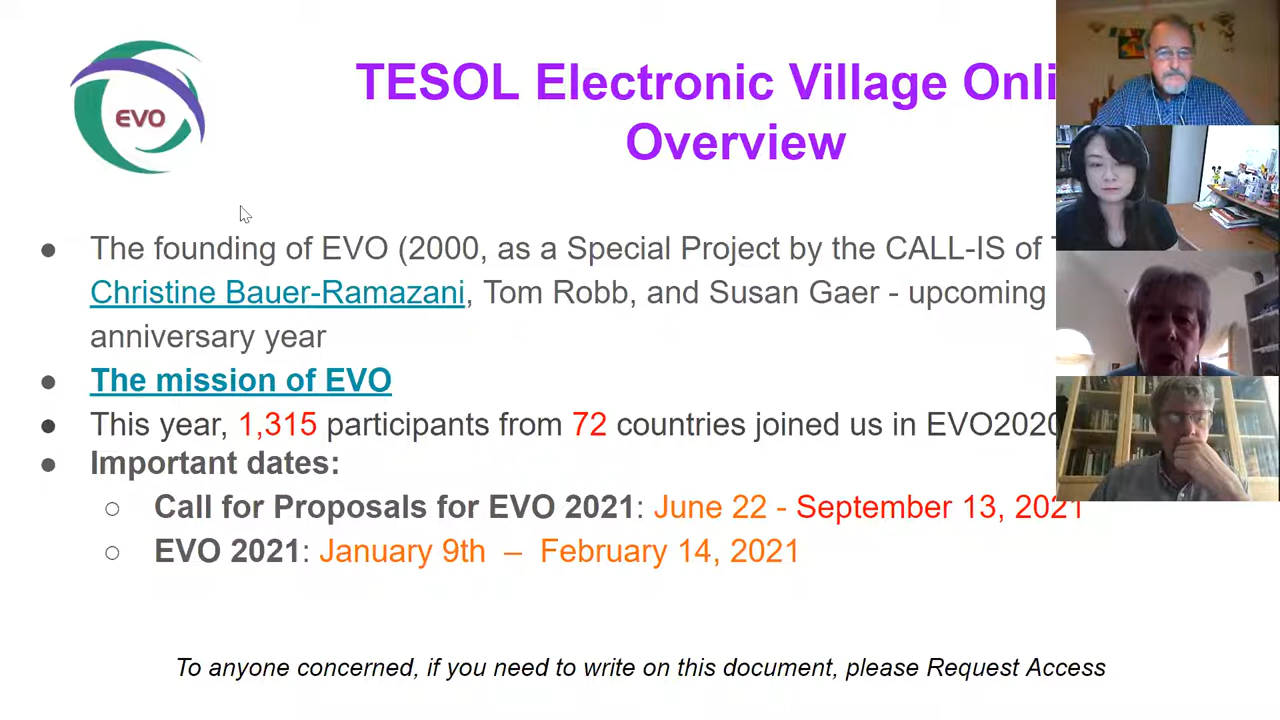 EVO
TESOL Electronic Village Onli
Overview
● The founding of EVO (2000, as a Special Project by the CALL-IS of
Christine Bauer-Ramazani, Tom Robb, and Susan Gaer - upcoming
anniversary year
● The mission of EVO
● This year, 1,315 participants from 72 countries joined us in EVO2020
● Important dates:
○ Call for Proposals for EVO 2021: June 22 - September 13, 2021
○ EVO 2021: January 9th – February 14, 2021
To anyone concerned, if you need to write on this document, please Request Access